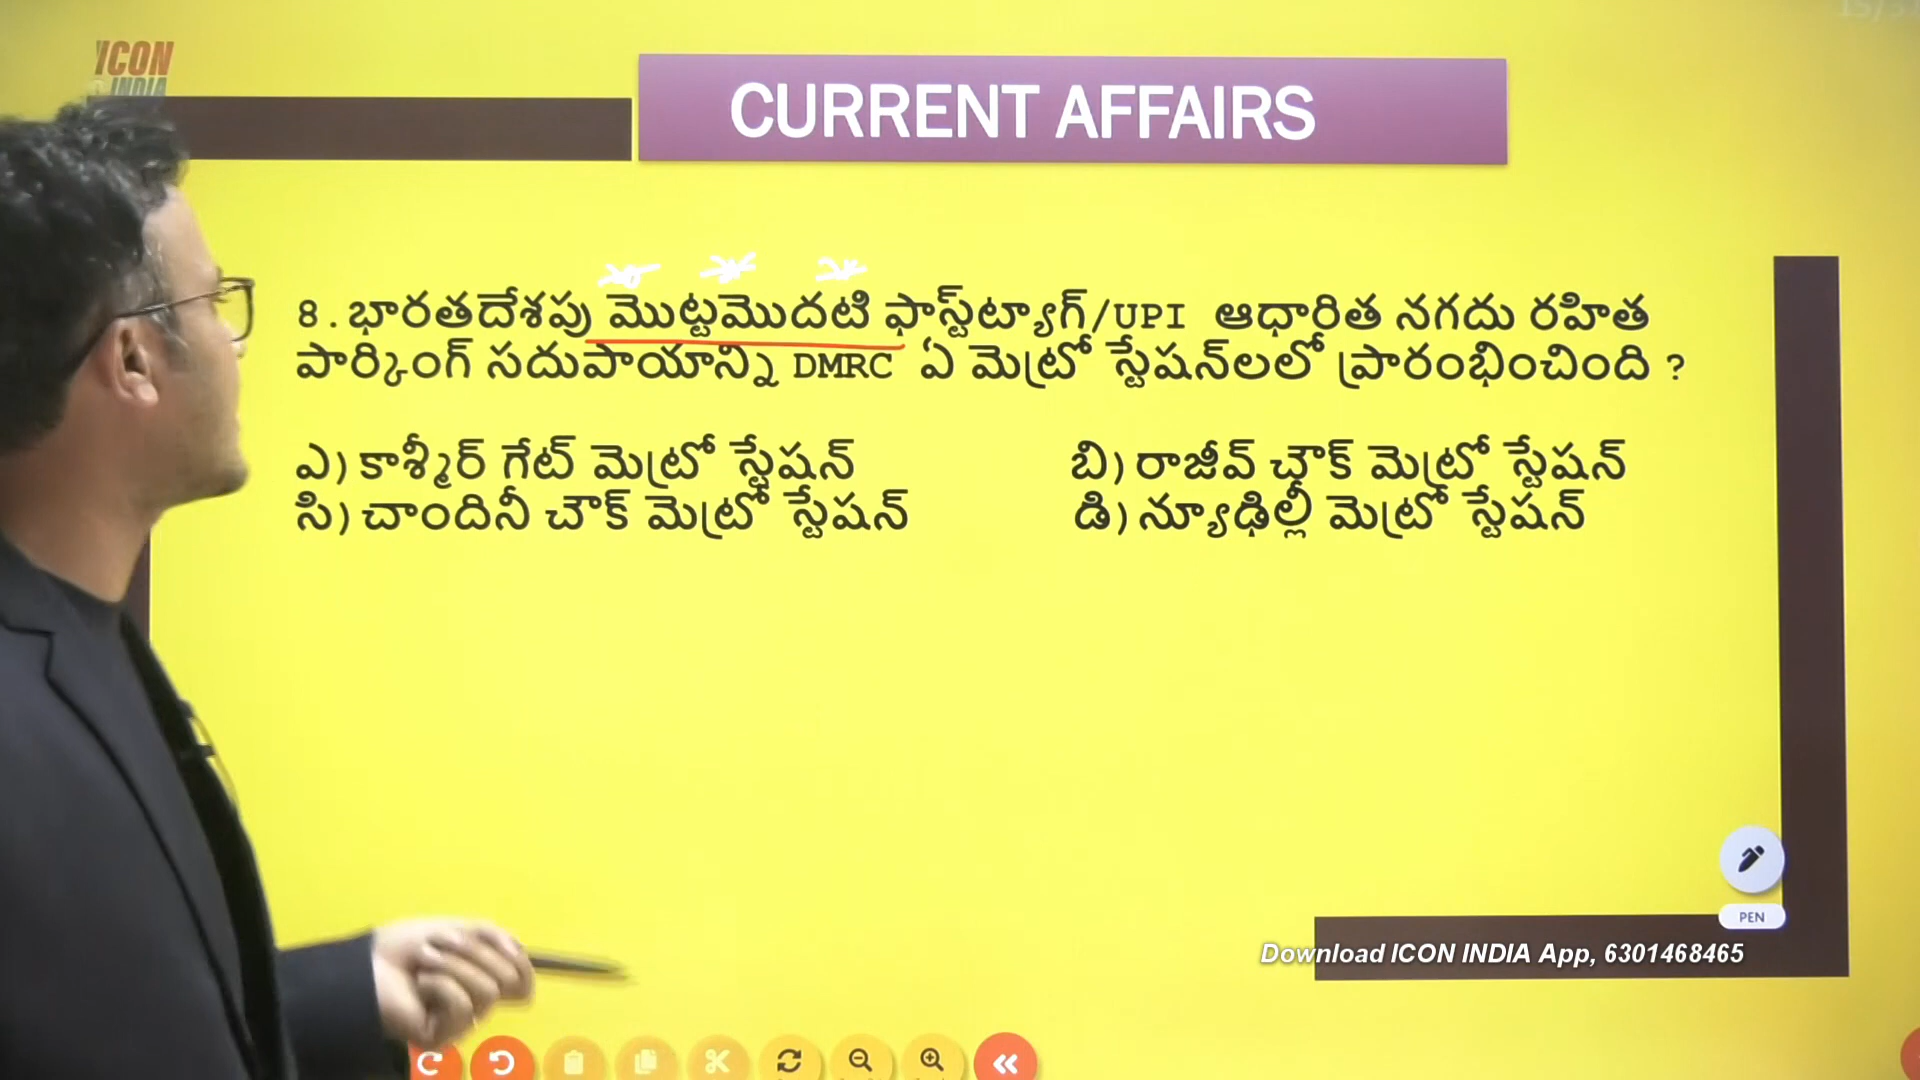 ICON
INDIA
CURRENT AFFAIRS
8.భారతదేశపు మొట్టమొదటి ఫాస్ట్‌ట్యాగ్/UPI ఆధారిత నగదు రహిత
పార్కింగ్ సదుపాయాన్ని DMRC ఏ మెట్రో స్టేషన్‌లలో ప్రారంభించింది ?
ఎ)కాశ్మీర్ గేట్ మెట్రో స్టేషన్ బి)రాజీవ్ చౌక్ మెట్రో స్టేషన్
సి)చాందినీ చౌక్ మెట్రో స్టేషన్ డి)న్యూఢిల్లీ మెట్రో స్టేషన్
PEN
Download ICON INDIA App, 6301468465